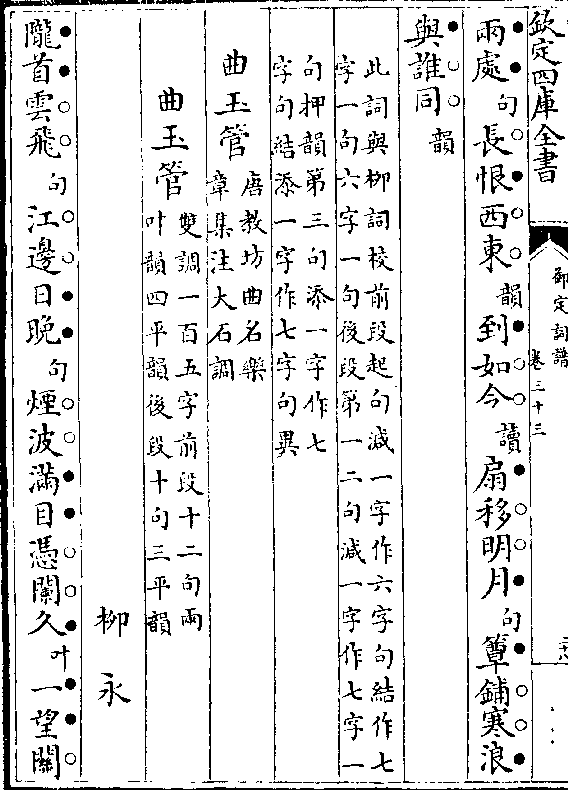 欽定四庫全書
御定詞譜
卷三十三
兩處句長恨西東韻到如今讀扇移明月句簟鋪寒浪
與誰同韻
此詞與柳詞校前段起句減一字作六字句結作七
字一句六字一句後段第一二句減一字作七字一
句押韻第三句添一字作七
字句結添一字作七字句異
曲玉管唐教坊曲名樂
章集注大石調
曲玉管雙調一百五字前段十二句兩
叶韻四平韻後段十句三平韻
柳永
隴首雲飛句江邊日晚句煙波滿目憑闌久叶一望關